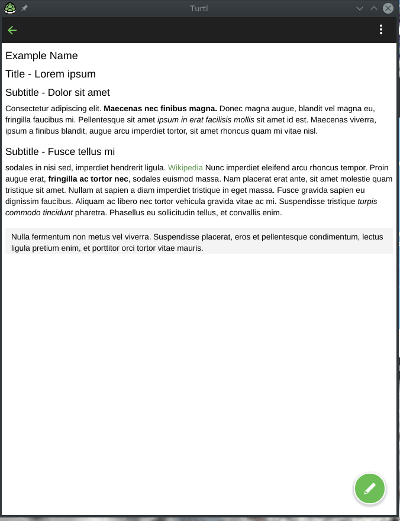 Turtl
Example Name
Title - Lorem ipsum
Subtitle - Dolor sit amet
Consectetur adipiscing elit. Maecenas nec finibus magna. Donec magna augue, blandit vel magna eu,
fringilla faucibus mi. Pellentesque sit amet ipsum in erat facilisis mollis sit amet id est. Maecenas viverra,
ipsum a finibus blandit, augue arcu imperdiet tortor, sit amet rhoncus quam mi vitae nisl.
Subtitle - Fusce tellus mi
sodales in nisi sed, imperdiet hendrerit ligula. Wikipedia Nunc imperdiet eleifend arcu rhoncus tempor. Proin
augue erat, fringilla ac tortor nec, sodales euismod massa. Nam placerat erat ante, sit amet molestie quam
tristique sit amet. Nullam at sapien a diam imperdiet tristique in eget massa. Fusce gravida sapien eu
dignissim faucibus. Aliquam ac libero nec tortor vehicula gravida vitae ac mi. Suspendisse tristique turpis
commodo tincidunt pharetra. Phasellus eu sollicitudin tellus, et convallis enim.
Nulla fermentum non metus vel viverra. Suspendisse placerat, eros et pellentesque condimentum, lectus
ligula pretium enim, et porttitor orci tortor vitae mauris.